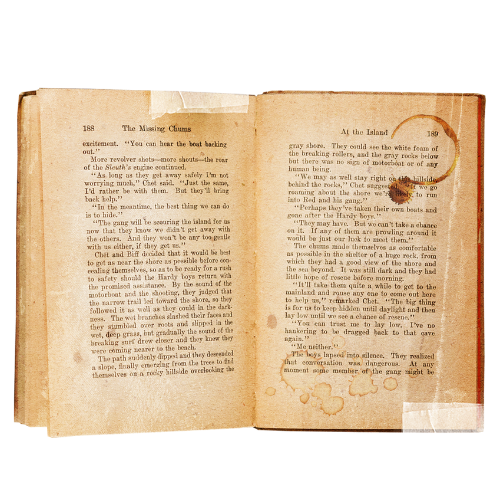 188 The Missing Chums
excitement. "You can hear the boat backing
out."
More revolver shots—more shouts—the roar
of the Sleuth's engine continued.
"As long as they get away safely I'm not
worrying much," Chet said. "Just the same,
I'd rather be with them. But they'll bring
back help."
"In the meantime, the best thing we can do
is to hide."
"The gang will be scouring the island for us
now that they know we didn't get away with
the others. And they won't be any too gentle
with us, either, if they get us."
Chet and Biff decided that it would be best
to get as near the shore as possible before con-
cealing themselves, so as to be ready for a rush
to safety should the Hardy boys return with
the promised assistance. By the sound of the
motorboat and the shooting, they judged that
the narrow trail led toward the shore, so they
followed it as well as they could in the dark-
ness. The wet branches slashed their faces and
they stumbled over roots and slipped in the
wet, deep grass, but gradually the sound of the
breaking surf drew closer and they knew they
were coming nearer to the beach.
The path suddenly dipped and they descended
a slope, finally emerging from the trees to find
themselves on a rocky hillside overlooking the
At the Island 189
gray shore. They could see the white foam of
the breaking rollers, and the gray rocks below
but there was no sign of motorboat or of any
human being.
"We may as well stay right on the hillside
behind the rocks," Chet suggested. "If we go
roaming about the shore we're likely to run
into Red and his gang."
"Perhaps they've taken their own boats and
gone after the Hardy boys."
"They may have. But we can't take a chance
on it. If any of them are prowling around it
would be just our luck to meet them."
The chums made themselves as comfortable
as possible in the shelter of a huge rock, from
which they had a good view of the shore and
the sea beyond. It was still dark and they had
little hope of rescue before morning.
"It'll take them quite a while to get to the
mainland and rouse any one to come out here
to help us," remarked Chet. "The big thing
is for us to keep hidden until daylight and then
lay low until we see a chance of rescue."
"You can trust me to lay low. I've no
hankering to be dragged back to that cave
again."
"Me neither."
The boys lapsed into silence. They realized
that conversation was dangerous. At any
moment some member of the gang might be